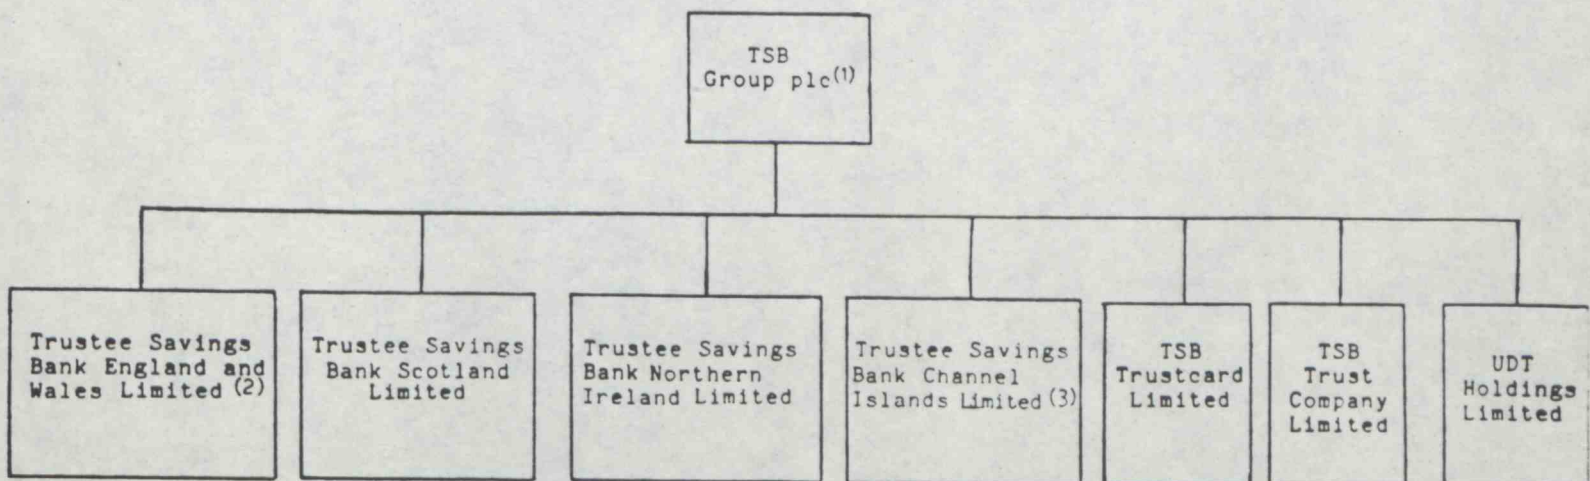 TSB
Group plc(1)
Trustee Savings
Bank England and
Wales Limited (2)
Trustee Savings
Bank Scotland
Limited
Trustee Savings
Bank Northern
Ireland Limited
Trustee Savings
Bank Channel
Islands Limited (3)
TSB
Trustcard
Limited
TSB
Trust
Company
Limited
UDT
Holdings
Limited